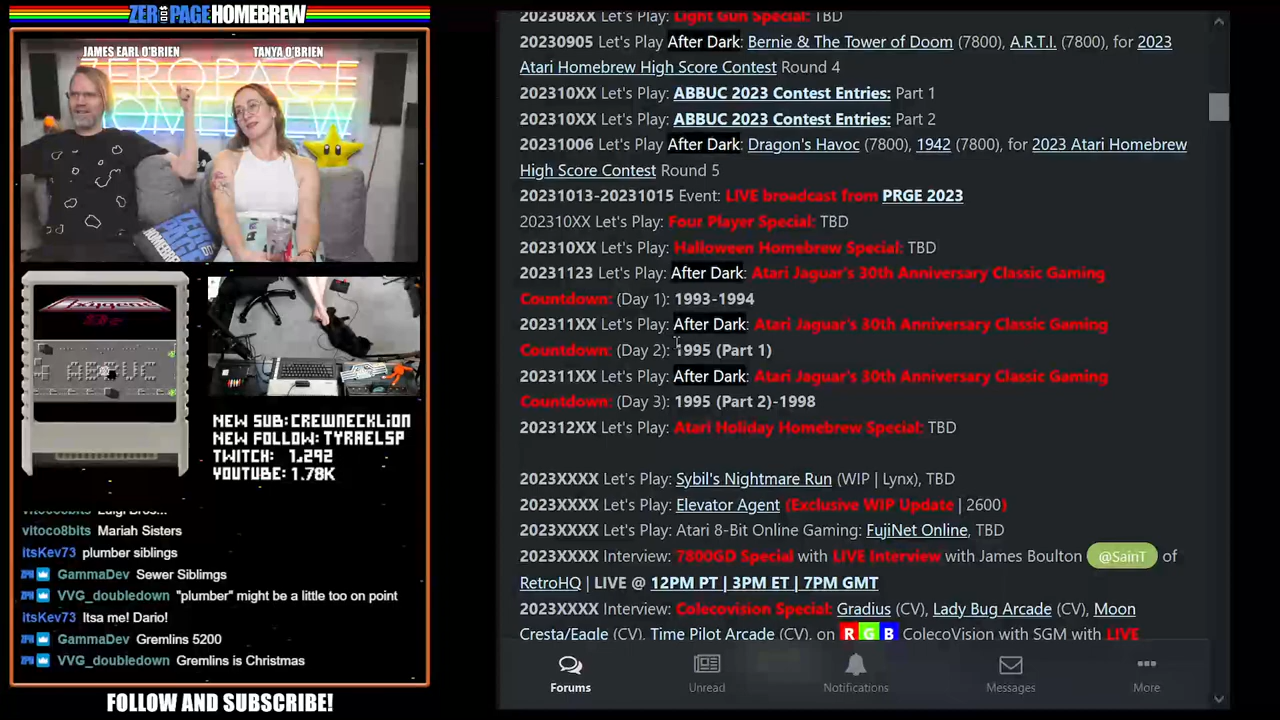 ZEROPAGE HOMEBREW
JAMES EARL O'BRIEN
TANYA O'BRIEN
ZEROPAGE
HOMEBREW
ABBUC
NEW SUB: CREWNECKLION
NEW FOLLOW: TYRAELSP
TWITCH: 1,292
YOUTUBE: 1.78K
vitoco8bits Luigi Bros...
vitoco8bits Mariah Sisters
itsKev73 plumber siblings
GammaDev Sewer Siblings
VVG_doubledown "plumber" might be a little too on point
itsKev73 Itsa me! Dario!
GammaDev Gremlins 5200
VVG_doubledown Gremlins is Christmas
FOLLOW AND SUBSCRIBE!
202308XX Let's Play: Light Gun Special: TBD
20230905 Let's Play After Dark: Bernie & The Tower of Doom (7800), A.R.T.I. (7800), for 2023
Atari Homebrew High Score Contest Round 4
202310XX Let's Play: ABBUC 2023 Contest Entries: Part 1
202310XX Let's Play: ABBUC 2023 Contest Entries: Part 2
20231006 Let's Play After Dark: Dragon's Havoc (7800), 1942 (7800), for 2023 Atari Homebrew
High Score Contest Round 5
20231013-20231015 Event: LIVE broadcast from PRGE 2023
202310XX Let's Play: Four Player Special: TBD
202310XX Let's Play: Halloween Homebrew Special: TBD
20231123 Let's Play: After Dark: Atari Jaguar's 30th Anniversary Classic Gaming
Countdown: (Day 1): 1993-1994
202311XX Let's Play: After Dark: Atari Jaguar's 30th Anniversary Classic Gaming
Countdown: (Day 2): 1995 (Part 1)
202311XX Let's Play: After Dark: Atari Jaguar's 30th Anniversary Classic Gaming
Countdown: (Day 3): 1995 (Part 2)-1998
202312XX Let's Play: Atari Holiday Homebrew Special: TBD
2023XXXX Let's Play: Sybil's Nightmare Run (WIP | Lynx), TBD
2023XXXX Let's Play: Elevator Agent (Exclusive WIP Update | 2600)
2023XXXX Let's Play: Atari 8-Bit Online Gaming: FujiNet Online, TBD
2023XXXX Interview: 7800GD Special with LIVE Interview with James Boulton @SainT of
RetroHQ | LIVE @ 12PM PT | 3PM ET | 7PM GMT
2023XXXX Interview: Colecovision Special: Gradius (CV), Lady Bug Arcade (CV), Moon
Cresta/Eagle (CV), Time Pilot Arcade (CV), on RGB ColecoVision with SGM with LIVE
Forums
Unread
Notifications
Messages
More